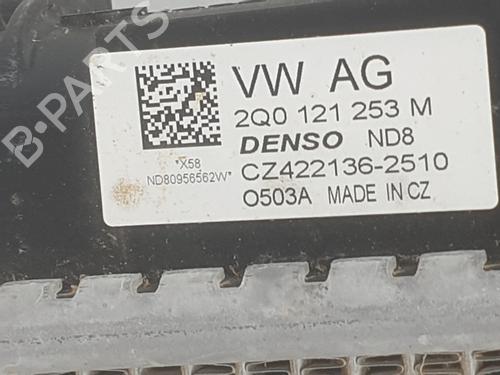 VW AG
2Q0 121 253 M
DENSO ND8
*X58
ND80956562W*
CZ422136-2510
O503A MADE IN CZ
B-PARTS